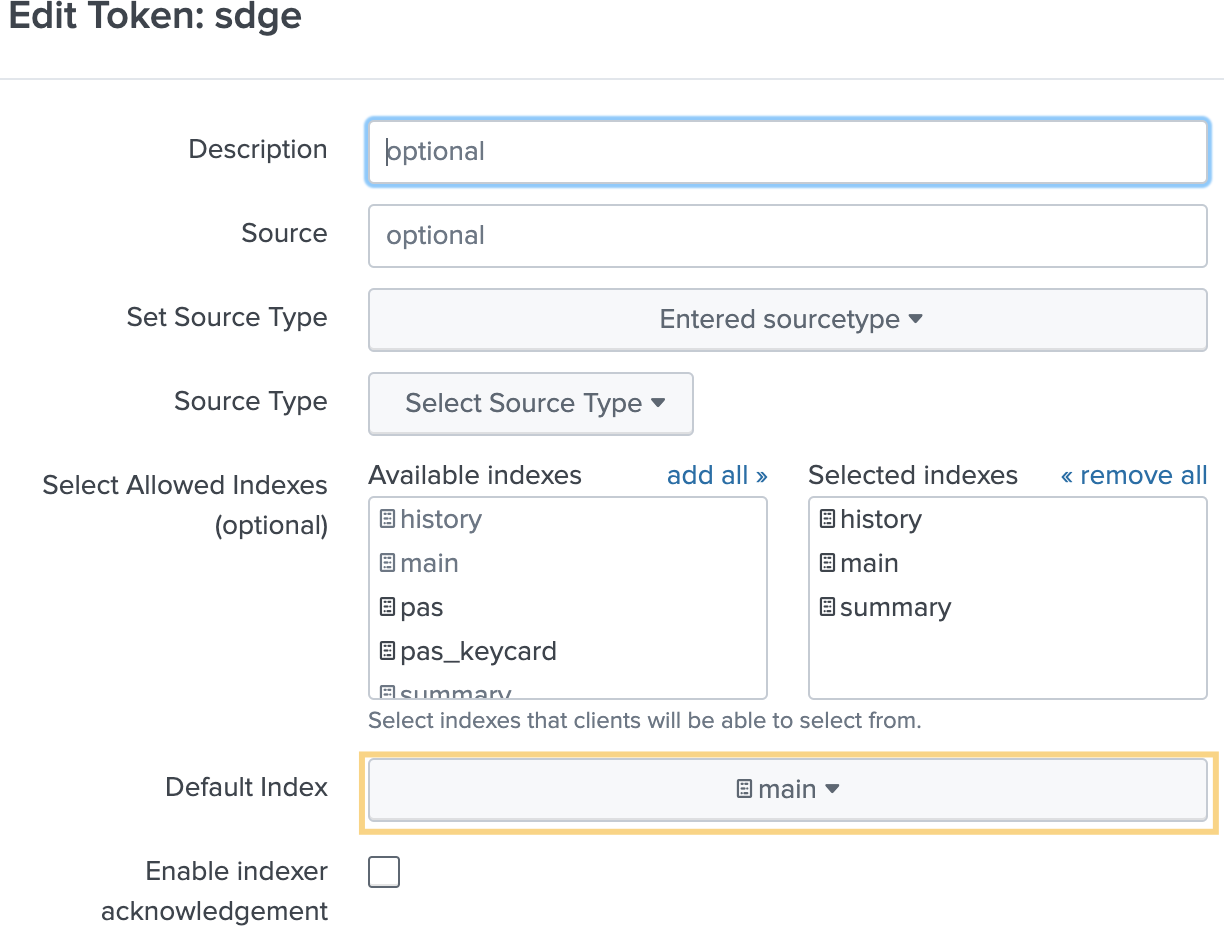 Edit Token: sdge
Description
optional
Source
optional
Set Source Type
Entered sourcetype
Source Type
Select Source Type
Select Allowed Indexes
(optional)
Available indexes
add all »
Selected indexes
« remove all
history
main
pas
pas_keycard
summary
history
main
summary
Select indexes that clients will be able to select from.
Default Index
main
Enable indexer
acknowledgement